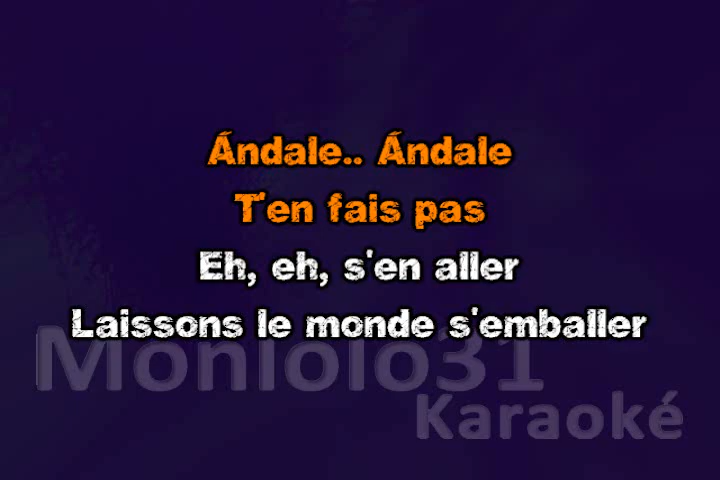 Ándale.. Ándale
T'en fais pas
Eh, eh, s'en aller
Laissons le monde s'emballer
Monlolo31
Karaoké